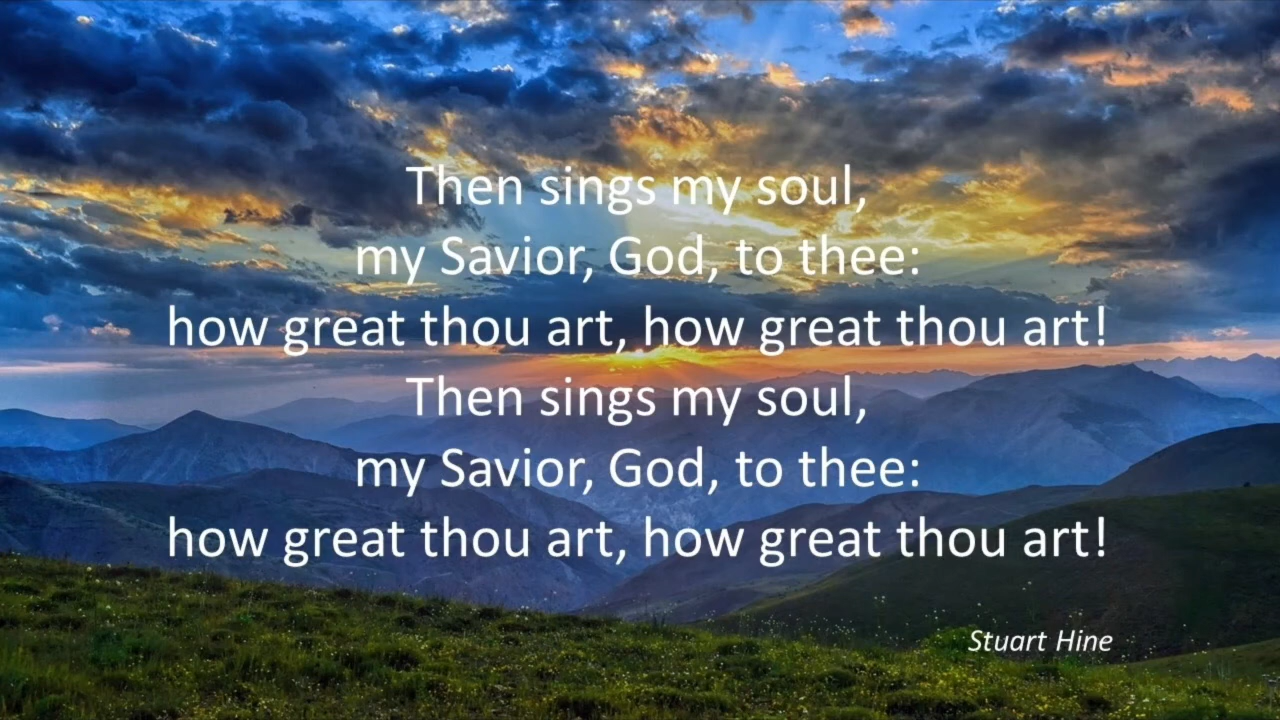 Then sings my soul,
my Savior, God, to thee:
how great thou art, how great thou art!
Then sings my soul,
my Savior, God, to thee:
how great thou art, how great thou art!
Stuart Hine